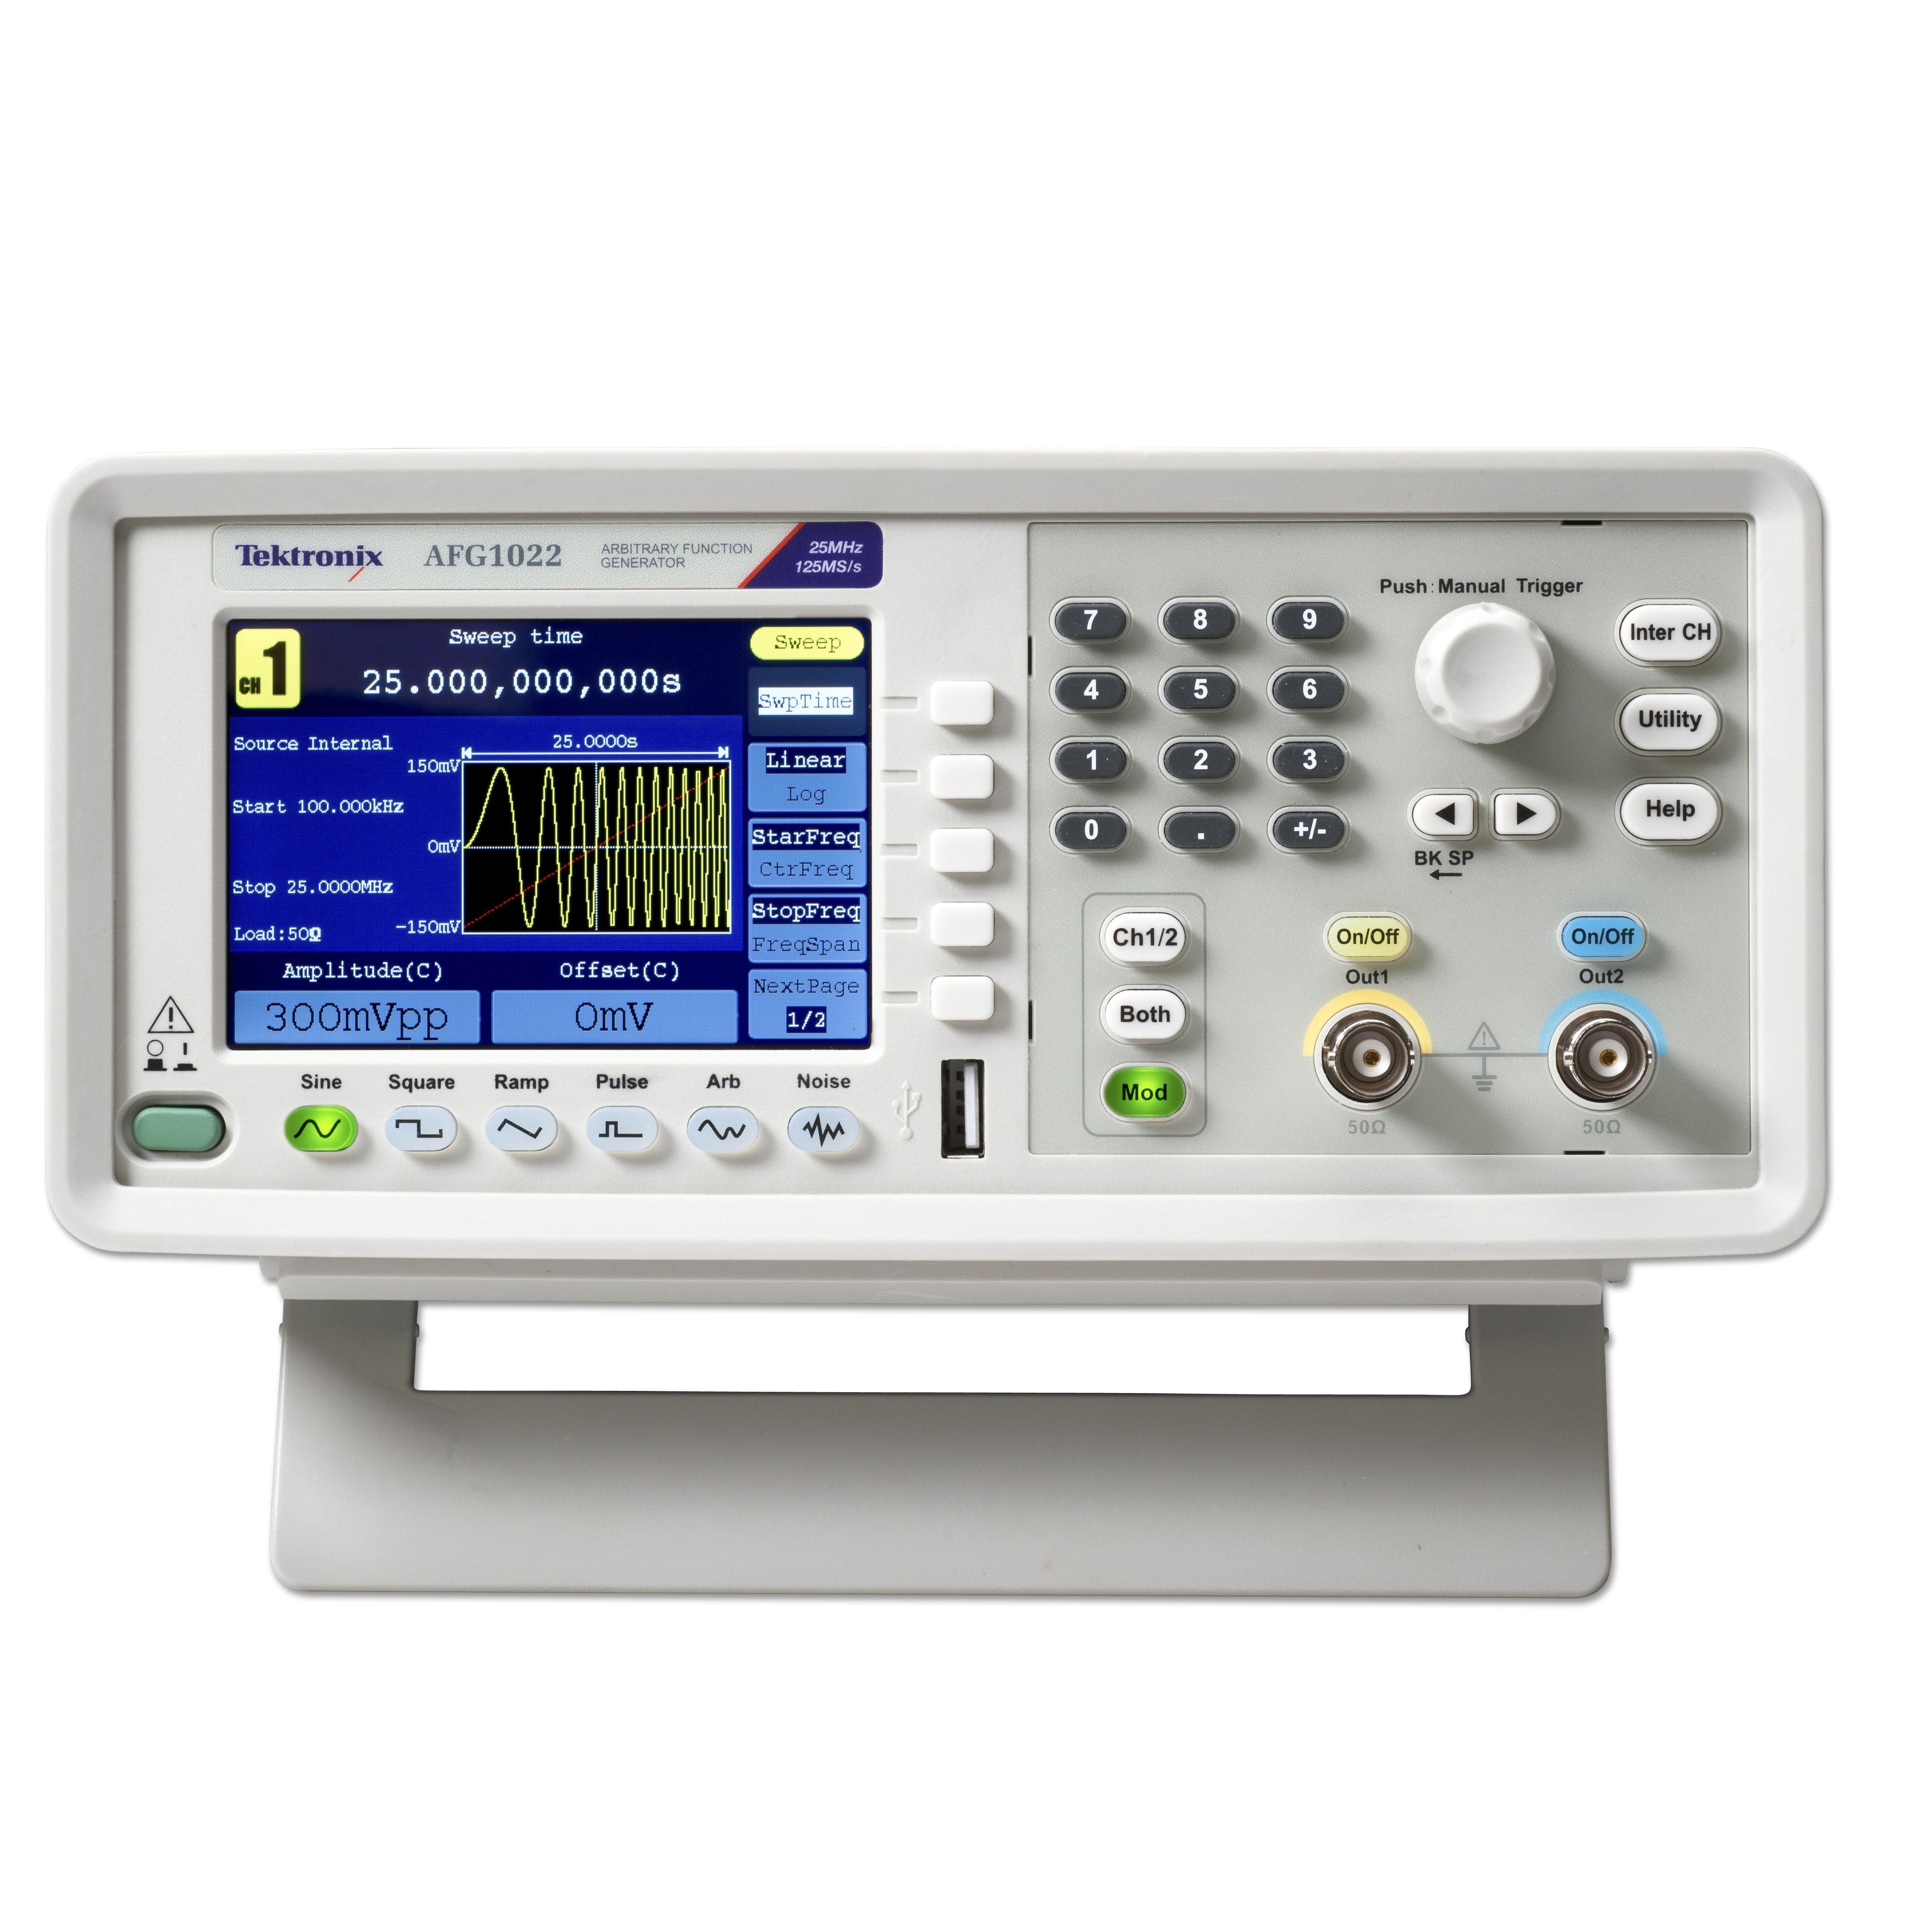 Tektronix AFG1022 ARBITRARY FUNCTION GENERATOR
25MHz
125MS/s
CH 1
Sweep time
25.000,000,000s
Sweep
SwpTime
Source Internal
25.0000s
150mV
Start 100.000kHz
0mV
Stop 25.0000MHz
-150mV
Load:50Ω
Linear
Log
StarFreq
CtrFreq
StopFreq
FreqSpan
NextPage
1/2
Amplitude(C)
Offset(C)
300mVpp
0mV
Sine Square Ramp Pulse Arb Noise
Push:Manual Trigger
7 8 9
4 5 6
1 2 3
0 . +/-
Inter CH
Utility
Help
BK SP
Ch1/2
Both
Mod
On/Off
Out1
50Ω
On/Off
Out2
50Ω